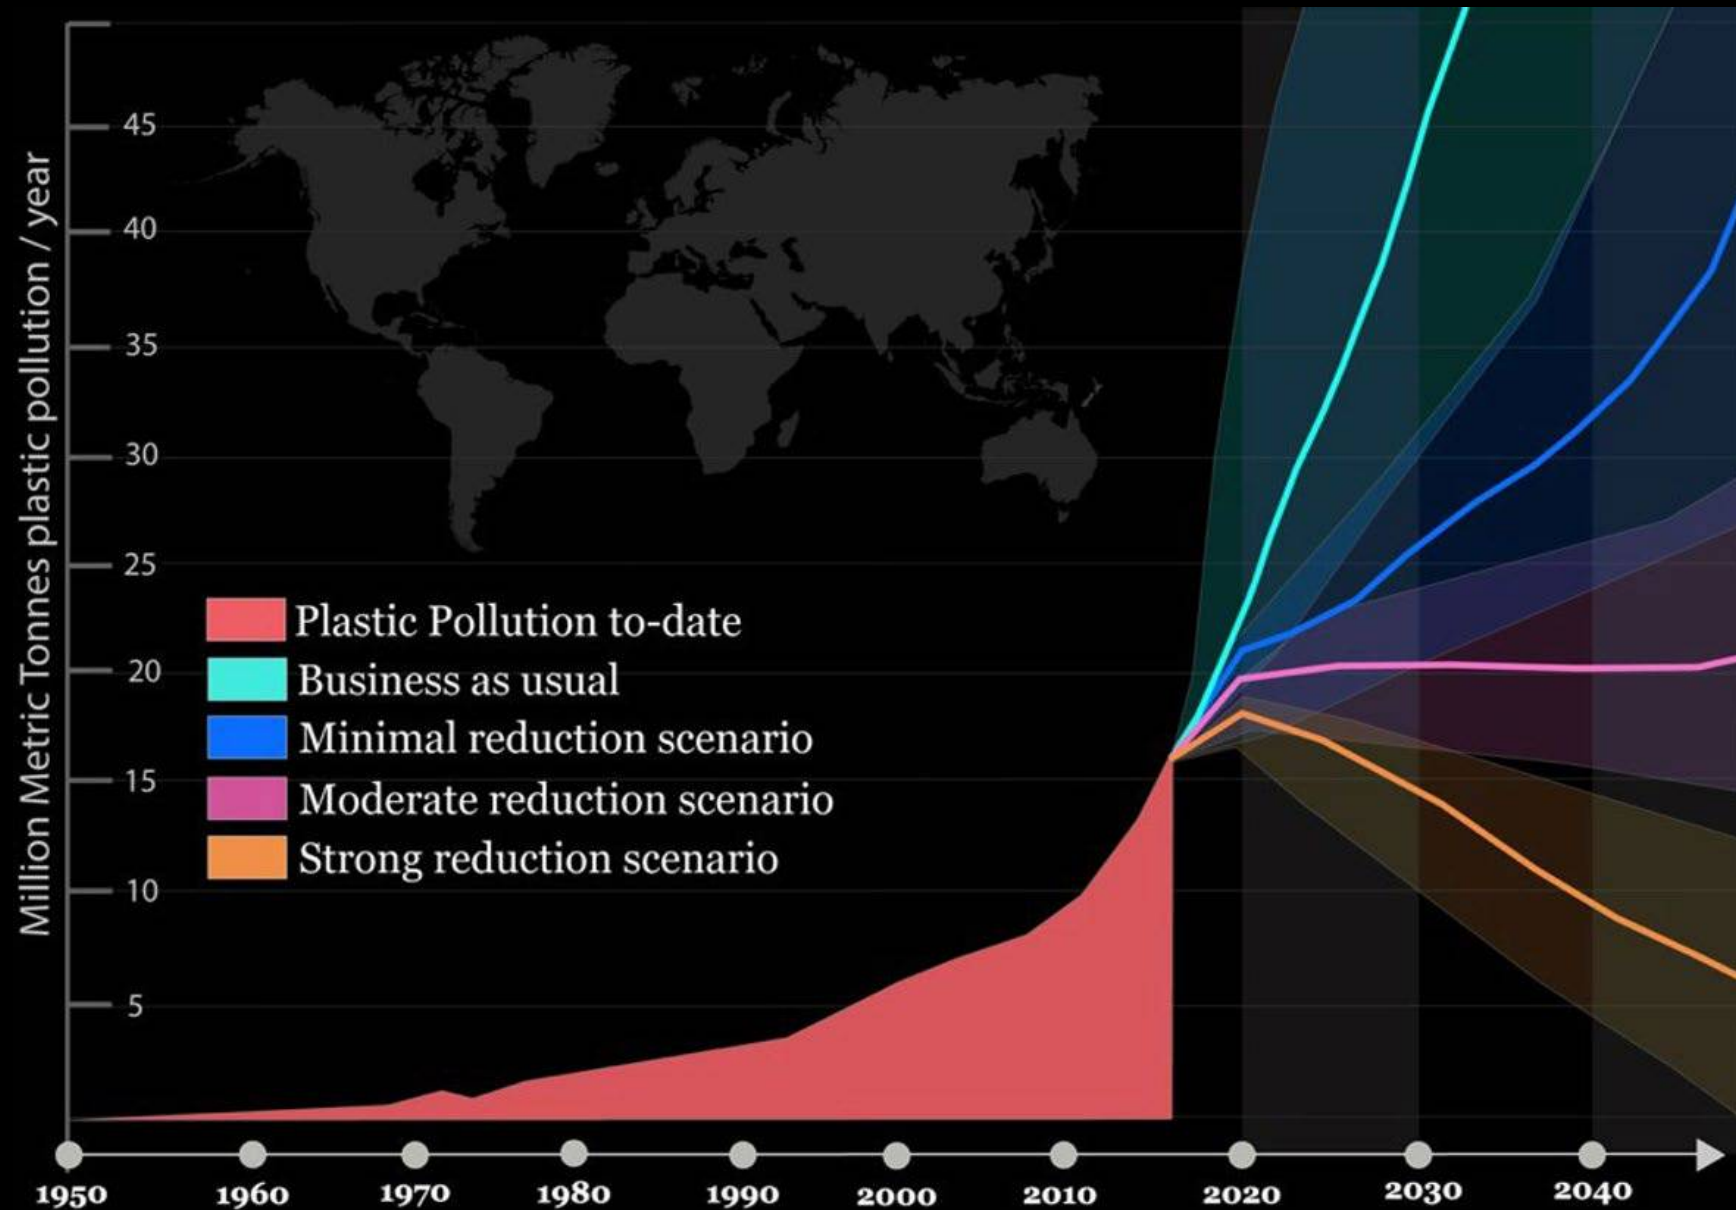 Million Metric Tonnes plastic pollution / year
45
40
35
30
25
20
15
10
5
Plastic Pollution to-date
Business as usual
Minimal reduction scenario
Moderate reduction scenario
Strong reduction scenario
1950 1960 1970 1980 1990 2000 2010 2020 2030 2040